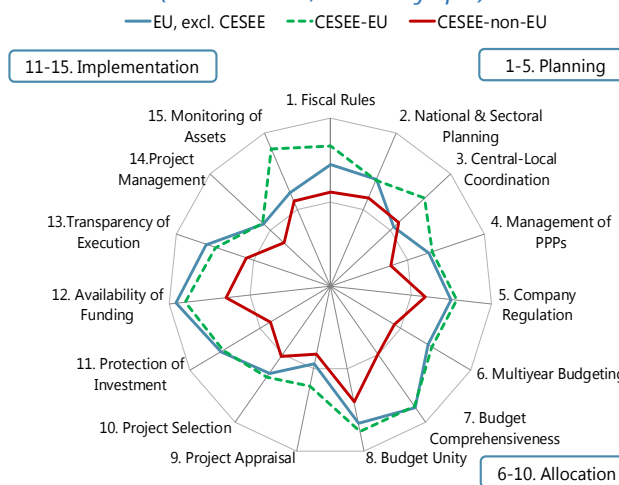 EU, excl. CESEE CESEE-EU CESEE-non-EU
11-15. Implementation
1-5. Planning
1. Fiscal Rules
2. National & Sectoral
Planning
3. Central-Local
Coordination
4. Management of
PPPs
5. Company
Regulation
6. Multiyear Budgeting
7. Budget
Comprehensiveness
8. Budget Unity
9. Project Appraisal
10. Project Selection
11. Protection of
Investment
12. Availability of
Funding
13.Transparency of
Execution
14.Project
Management
15. Monitoring of
Assets
6-10. Allocation